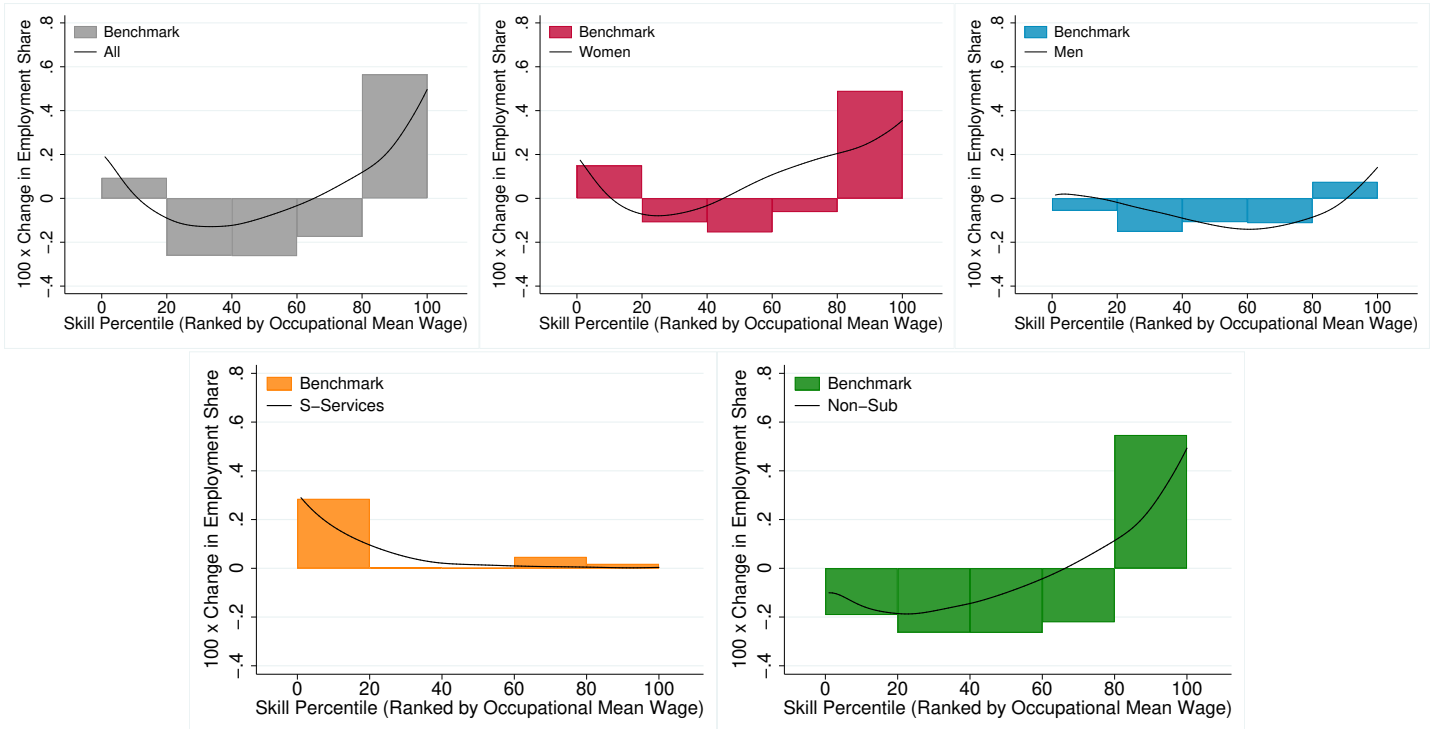 Benchmark
All
100 x Change in Employment Share
.8
.6
.4
.2
0
−.2
−.4
0 20 40 60 80 100
Skill Percentile (Ranked by Occupational Mean Wage)
Benchmark
Women
100 x Change in Employment Share
.8
.6
.4
.2
0
−.2
−.4
0 20 40 60 80 100
Skill Percentile (Ranked by Occupational Mean Wage)
Benchmark
Men
100 x Change in Employment Share
.8
.6
.4
.2
0
−.2
−.4
0 20 40 60 80 100
Skill Percentile (Ranked by Occupational Mean Wage)
Benchmark
S−Services
100 x Change in Employment Share
.8
.6
.4
.2
0
−.2
−.4
0 20 40 60 80 100
Skill Percentile (Ranked by Occupational Mean Wage)
Benchmark
Non−Sub
100 x Change in Employment Share
.8
.6
.4
.2
0
−.2
−.4
0 20 40 60 80 100
Skill Percentile (Ranked by Occupational Mean Wage)